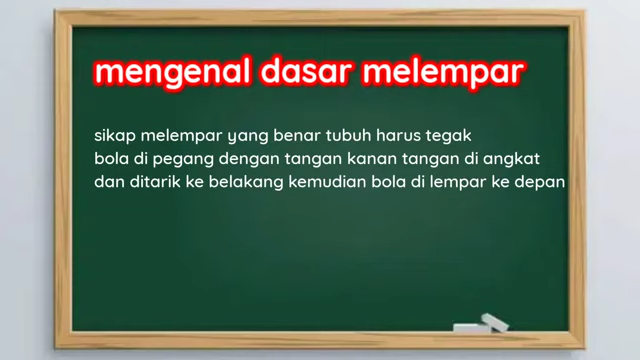 mengenal dasar melempar
sikap melempar yang benar tubuh harus tegak
bola di pegang dengan tangan kanan tangan di angkat
dan ditarik ke belakang kemudian bola di lempar ke depan